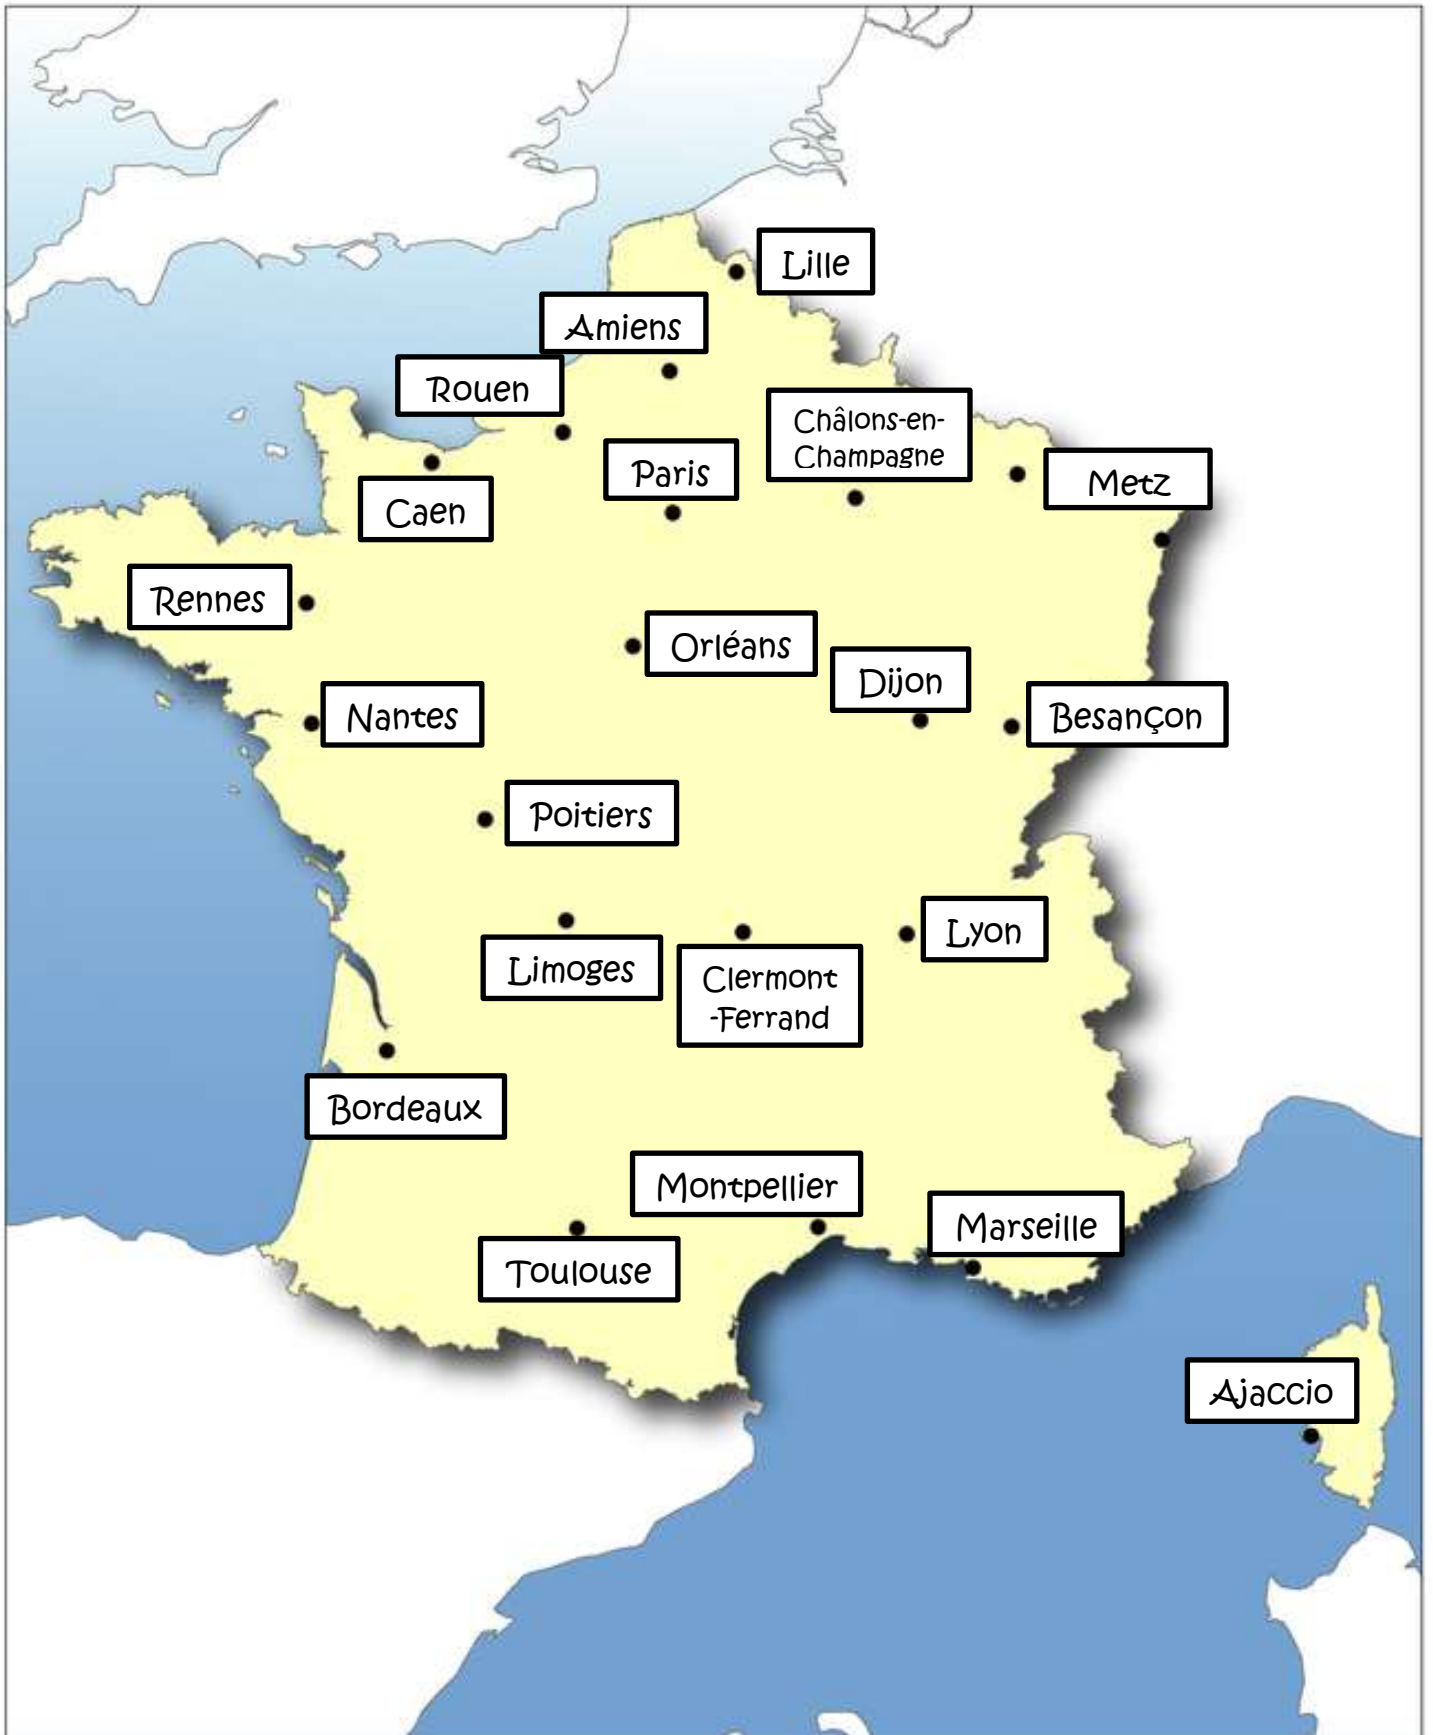 Lille
Amiens
Rouen
Châlons-en-
Champagne
Paris
Metz
Caen
Rennes
Orléans
Dijon
Nantes
Besançon
Poitiers
Lyon
Limoges
Clermont
-Ferrand
Bordeaux
Montpellier
Marseille
Toulouse
Ajaccio